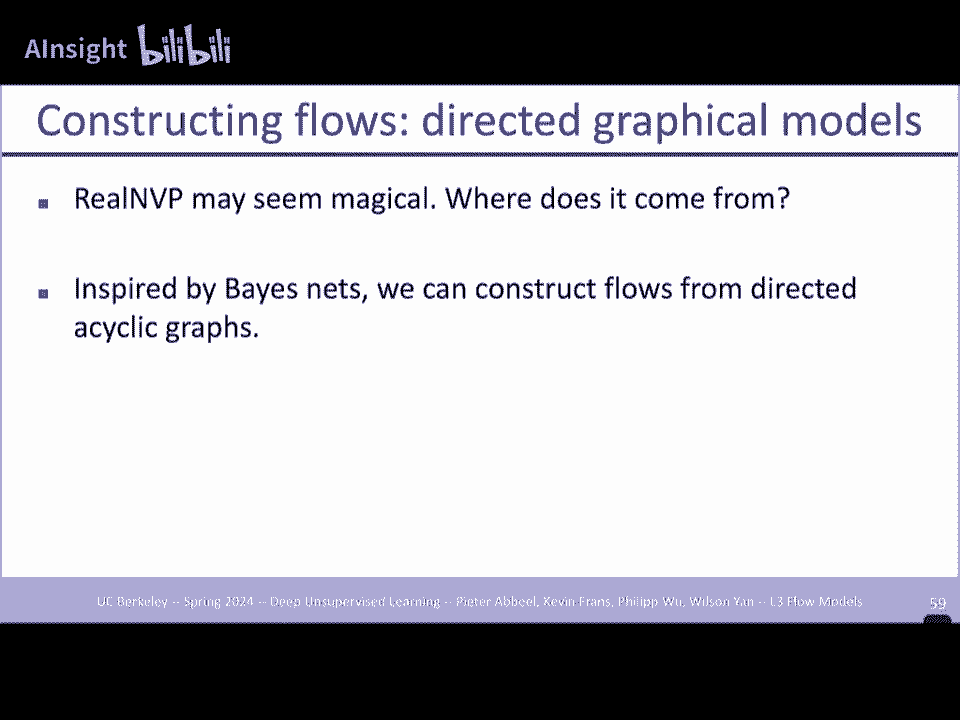 AInsight bilibili
Constructing flows: directed graphical models
RealNVP may seem magical. Where does it come from?
Inspired by Bayes nets, we can construct flows from directed
acyclic graphs.
UC Berkeley -- Spring 2024 -- Deep Unsupervised Learning -- Pieter Abbeel, Kevin Frans, Philipp Wu, Wilson Yan -- L3 Flow Models
59